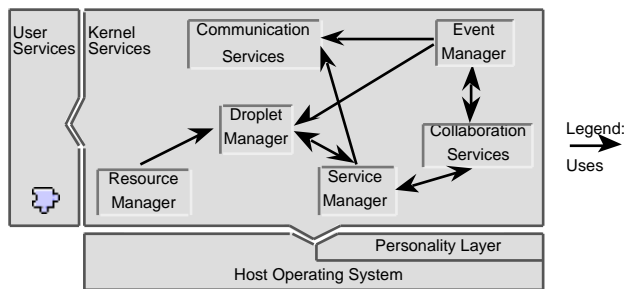 User
Services
Kernel
Services
Communication
Services
Event
Manager
Droplet
Manager
Collaboration
Services
Resource
Manager
Service
Manager
Legend:
Uses
Personality Layer
Host Operating System